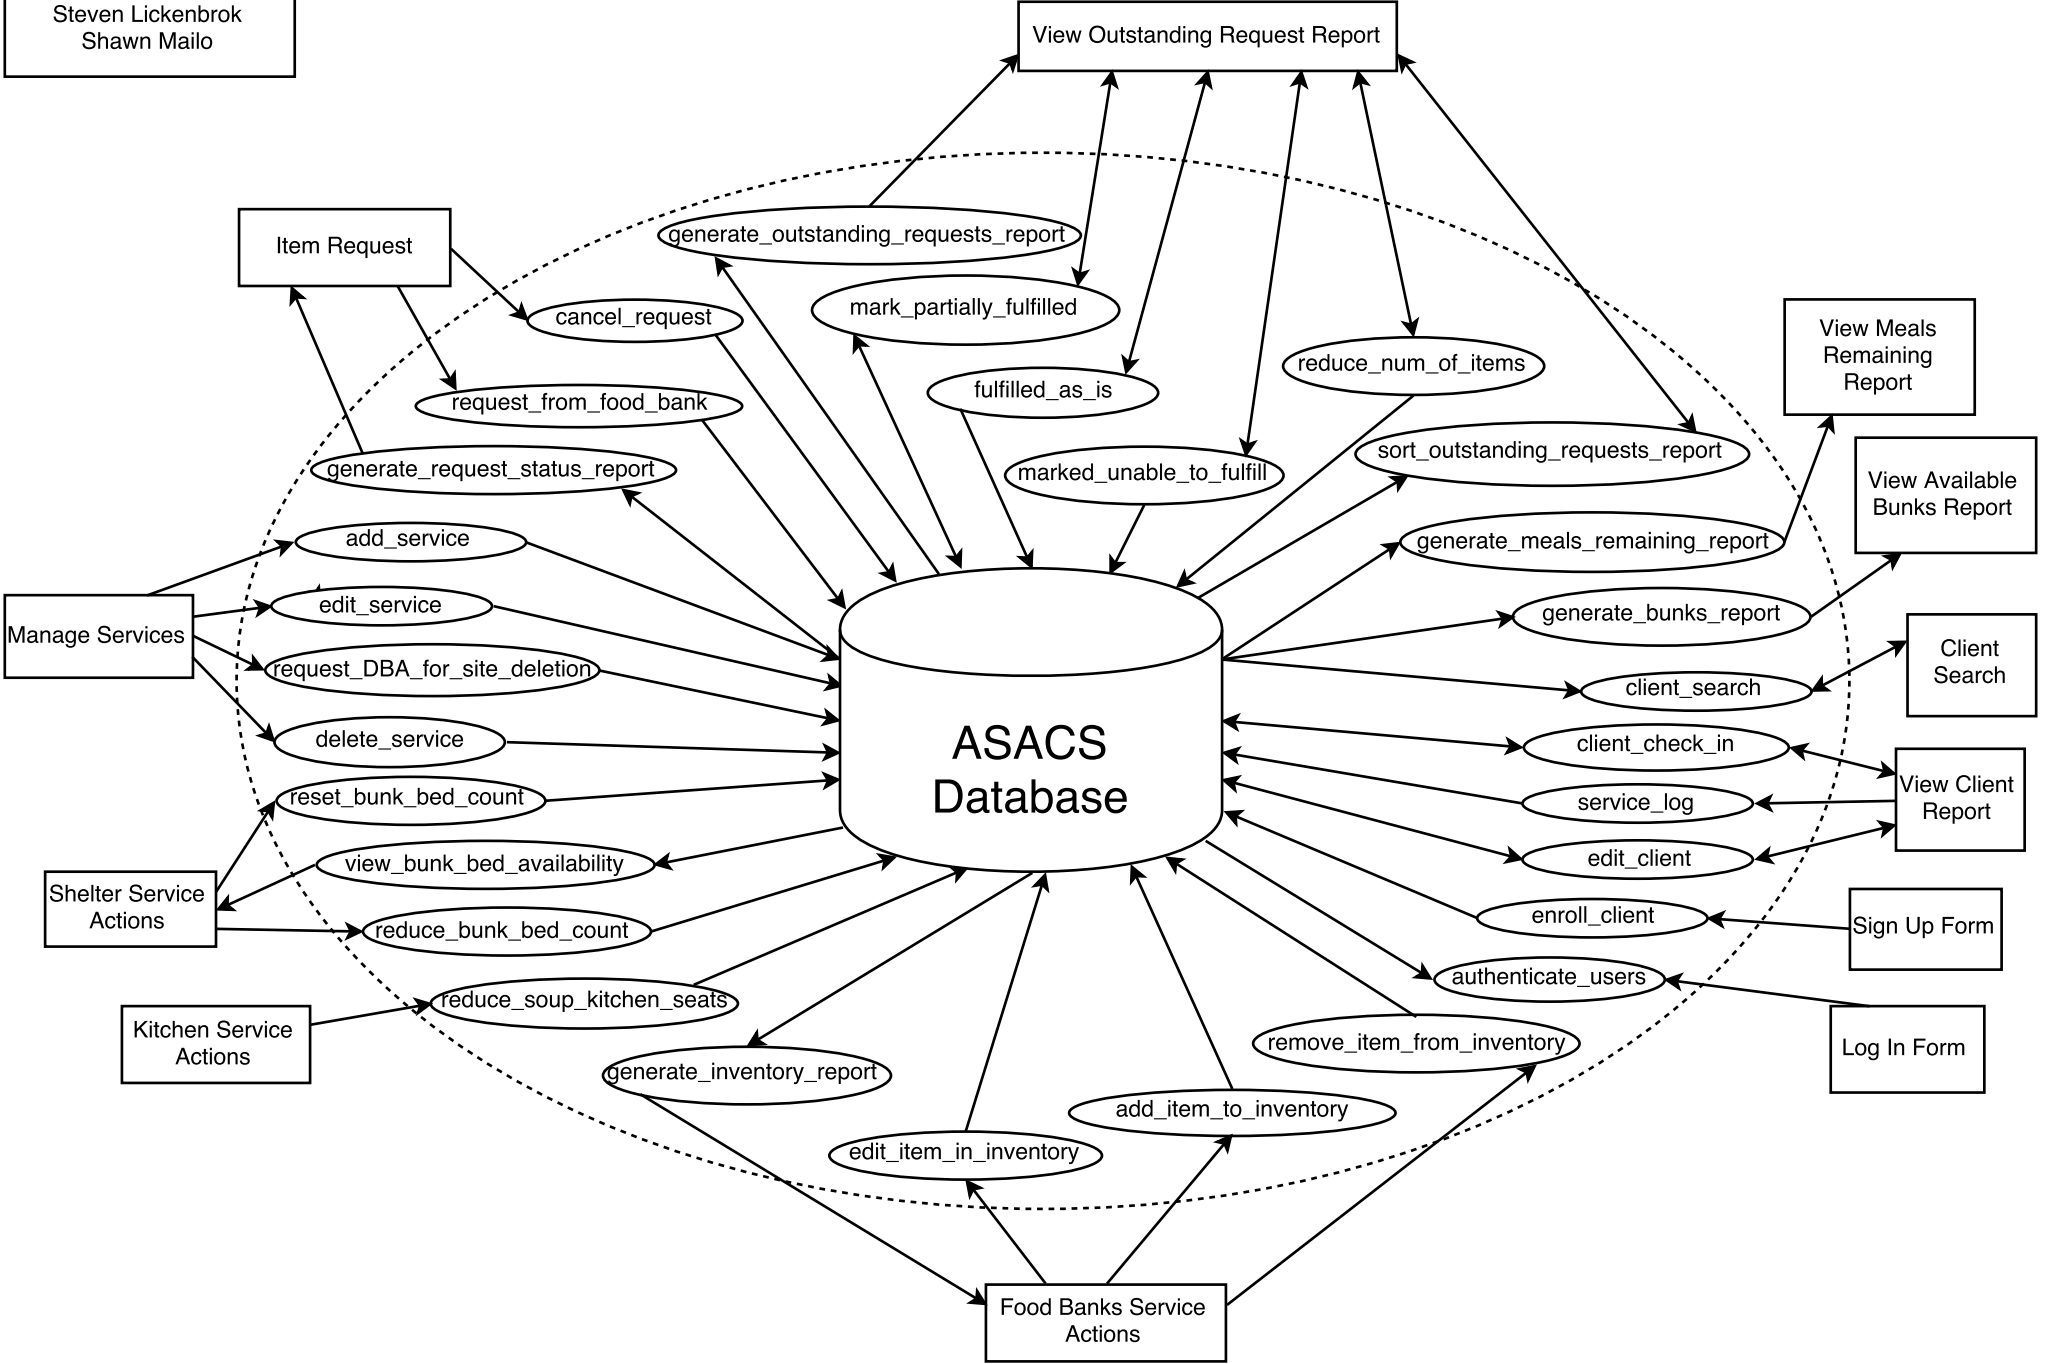 Steven Lickenbrok
Shawn Mailo
View Outstanding Request Report
Item Request
generate_outstanding_requests_report
cancel_request
mark_partially_fulfilled
request_from_food_bank
fulfilled_as_is
reduce_num_of_items
View Meals
Remaining
Report
generate_request_status_report
marked_unable_to_fulfill
sort_outstanding_requests_report
View Available
Bunks Report
add_service
generate_meals_remaining_report
edit_service
generate_bunks_report
Manage Services
request_DBA_for_site_deletion
client_search
Client
Search
delete_service
ASACS
Database
client_check_in
reset_bunk_bed_count
service_log
View Client
Report
view_bunk_bed_availability
edit_client
Shelter Service
Actions
reduce_bunk_bed_count
enroll_client
Sign Up Form
reduce_soup_kitchen_seats
authenticate_users
Kitchen Service
Actions
remove_item_from_inventory
Log In Form
generate_inventory_report
add_item_to_inventory
edit_item_in_inventory
Food Banks Service
Actions